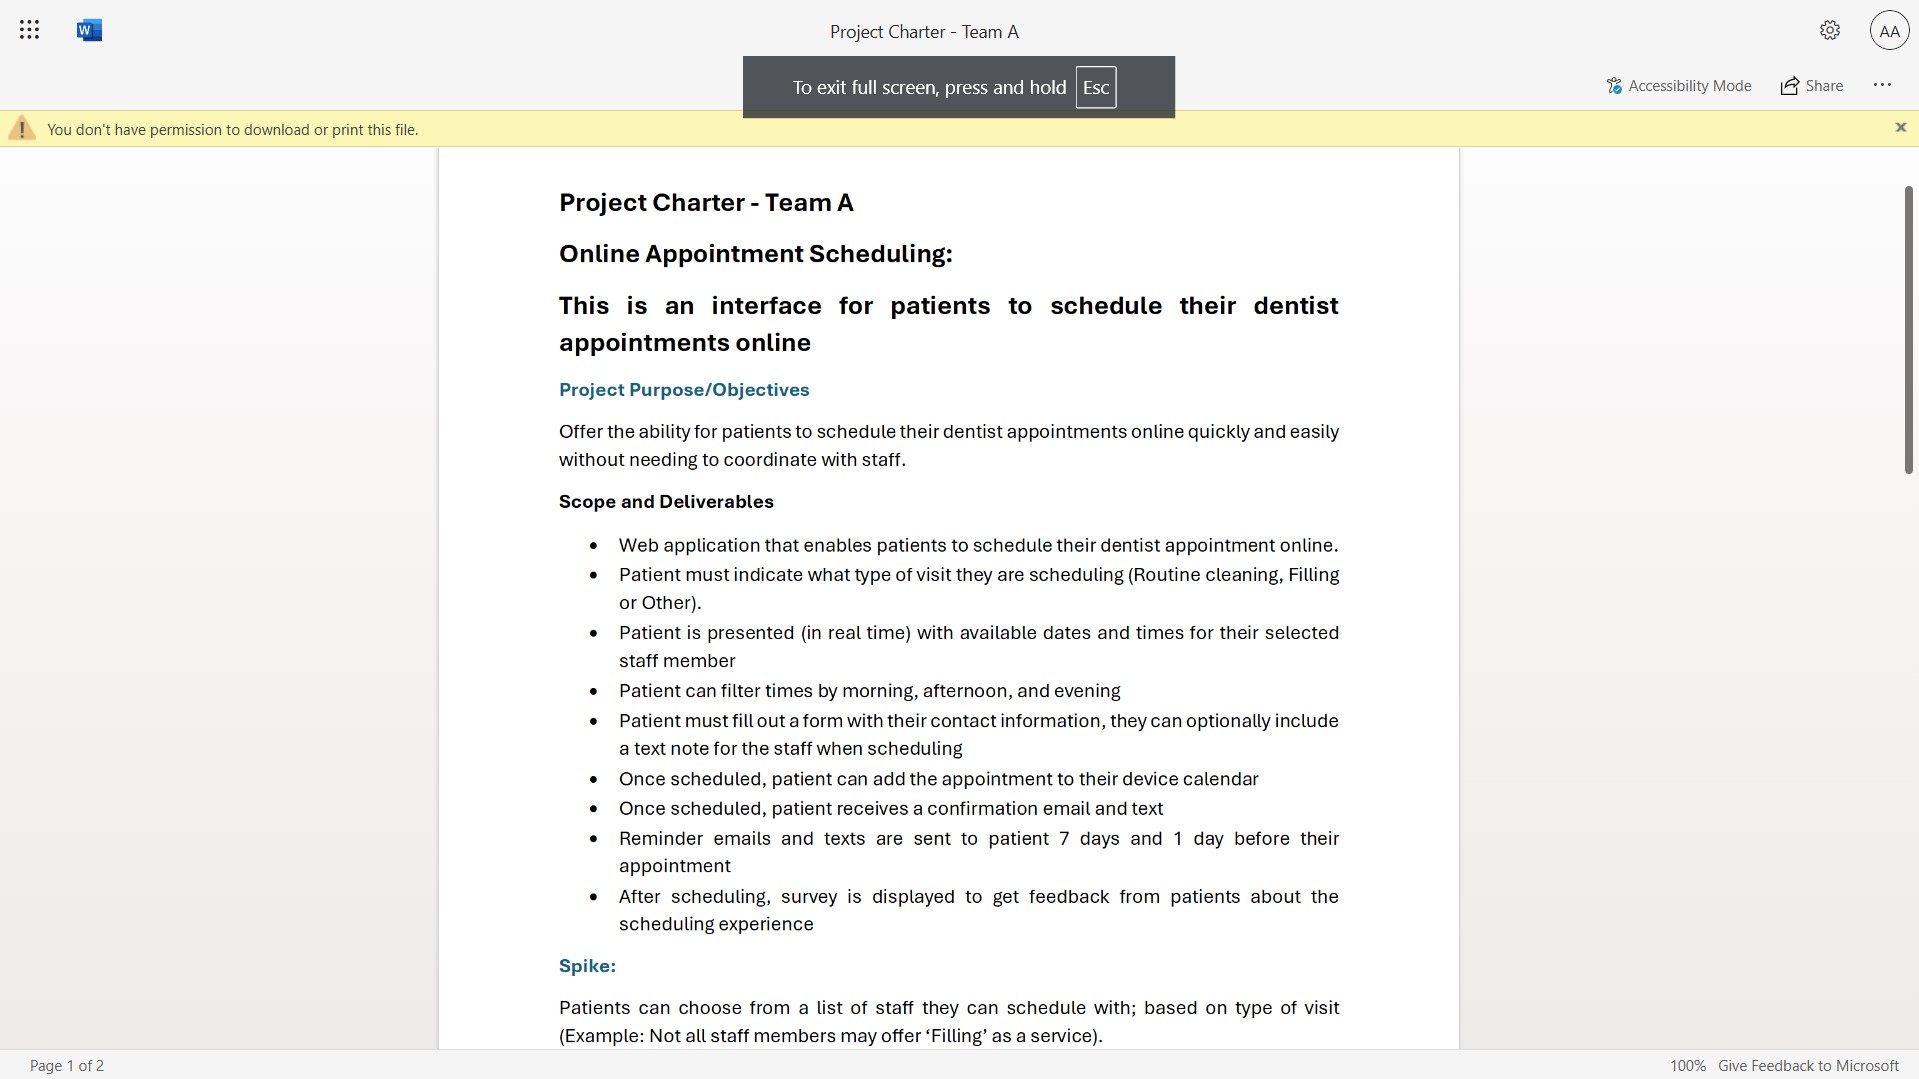 W
Project Charter - Team A
AA
To exit full screen, press and hold Esc
Accessibility Mode
Share
You don't have permission to download or print this file.
Project Charter - Team A
Online Appointment Scheduling:
This is an interface for patients to schedule their dentist
appointments online
Project Purpose/Objectives
Offer the ability for patients to schedule their dentist appointments online quickly and easily
without needing to coordinate with staff.
Scope and Deliverables
• Web application that enables patients to schedule their dentist appointment online.
• Patient must indicate what type of visit they are scheduling (Routine cleaning, Filling
or Other).
• Patient is presented (in real time) with available dates and times for their selected
staff member
• Patient can filter times by morning, afternoon, and evening
• Patient must fill out a form with their contact information, they can optionally include
a text note for the staff when scheduling
• Once scheduled, patient can add the appointment to their device calendar
• Once scheduled, patient receives a confirmation email and text
• Reminder emails and texts are sent to patient 7 days and 1 day before their
appointment
• After scheduling, survey is displayed to get feedback from patients about the
scheduling experience
Spike:
Patients can choose from a list of staff they can schedule with; based on type of visit
(Example: Not all staff members may offer ‘Filling’ as a service).
Page 1 of 2
100%
Give Feedback to Microsoft